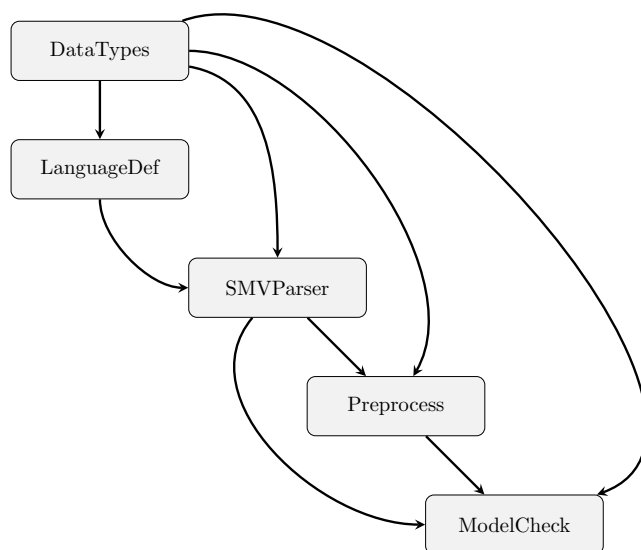 DataTypes
LanguageDef
SMVParser
Preprocess
ModelCheck